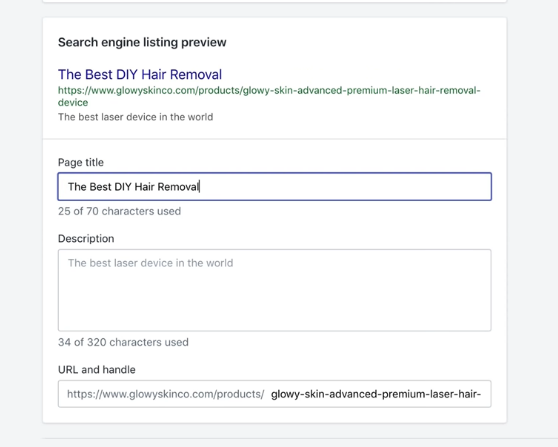 Search engine listing preview
The Best DIY Hair Removal
https://www.glowyskinco.com/products/glowy-skin-advanced-premium-laser-hair-removal-
device
The best laser device in the world
Page title
The Best DIY Hair Removal
25 of 70 characters used
Description
The best laser device in the world
34 of 320 characters used
URL and handle
https://www.glowyskinco.com/products/ glowy-skin-advanced-premium-laser-hair-